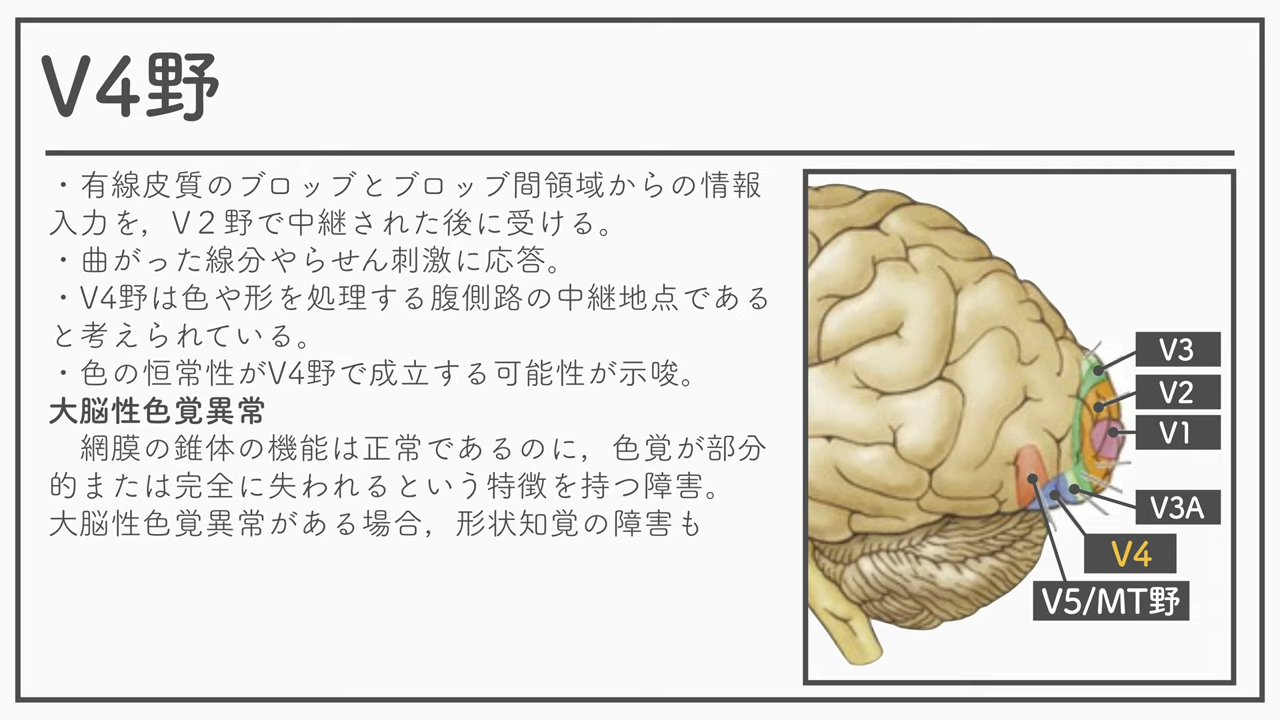 V4野
・有線皮質のブロッブとブロッブ間領域からの情報
入力を，V２野で中継された後に受ける。
・曲がった線分やらせん刺激に応答。
・V4野は色や形を処理する腹側路の中継地点である
と考えられている。
・色の恒常性がV4野で成立する可能性が示唆。
大脳性色覚異常
　網膜の錐体の機能は正常であるのに，色覚が部分
的または完全に失われるという特徴を持つ障害。
大脳性色覚異常がある場合，形状知覚の障害も
V3
V2
V1
V3A
V4
V5/MT野